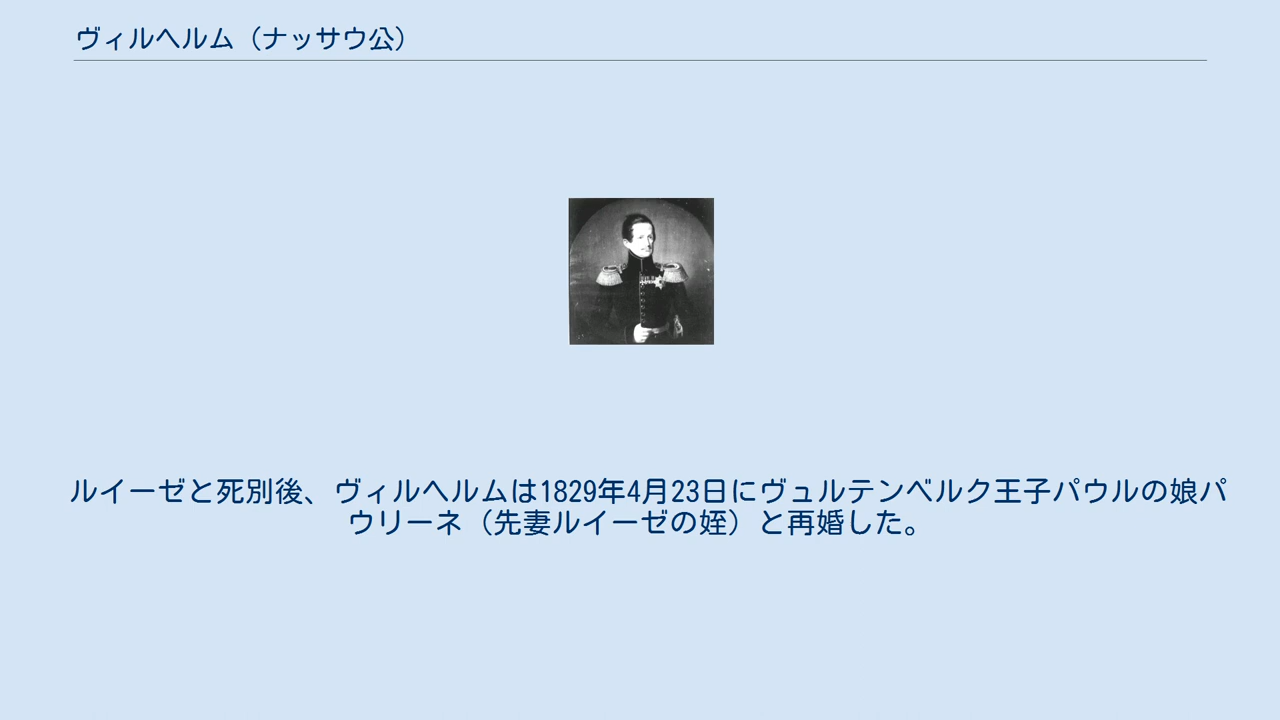 ヴィルヘルム（ナッサウ公）
ルイーゼと死別後、ヴィルヘルムは1829年4月23日にヴュルテンベルク王子パウルの娘パ
ウリーネ（先妻ルイーゼの姪）と再婚した。